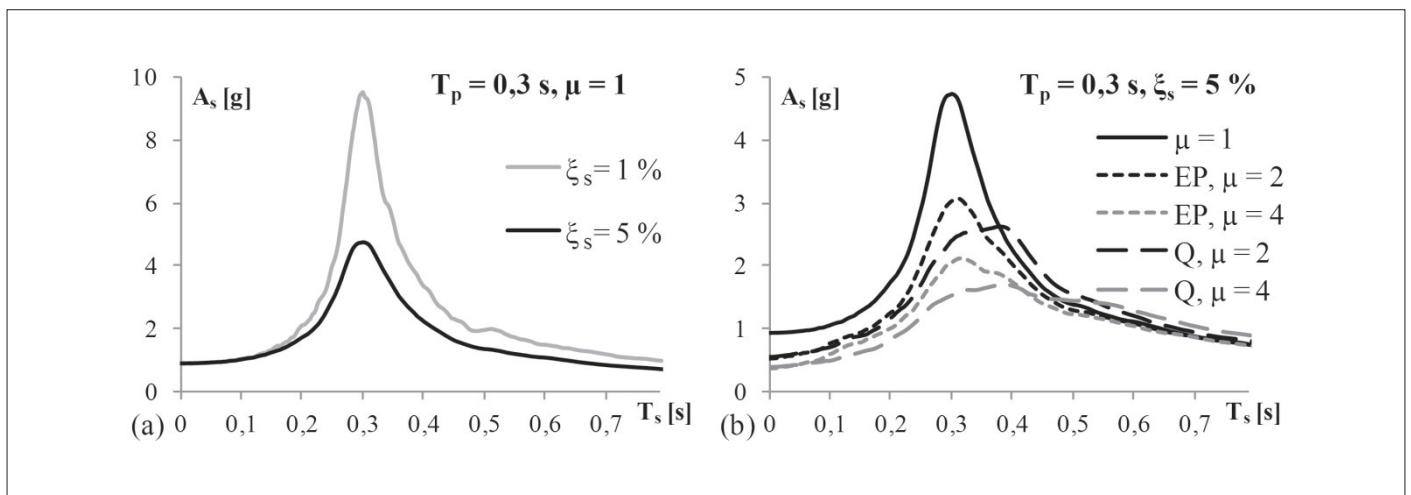 A_s [g]
T_p = 0,3 s, µ = 1
10
8
6
4
2
0
ξ_s = 1 %
ξ_s = 5 %
0 0,1 0,2 0,3 0,4 0,5 0,6 0,7
T_s [s]
(a)
A_s [g]
T_p = 0,3 s, ξ_s = 5 %
5
4
3
2
1
0
µ = 1
EP, µ = 2
EP, µ = 4
Q, µ = 2
Q, µ = 4
0 0,1 0,2 0,3 0,4 0,5 0,6 0,7
T_s [s]
(b)